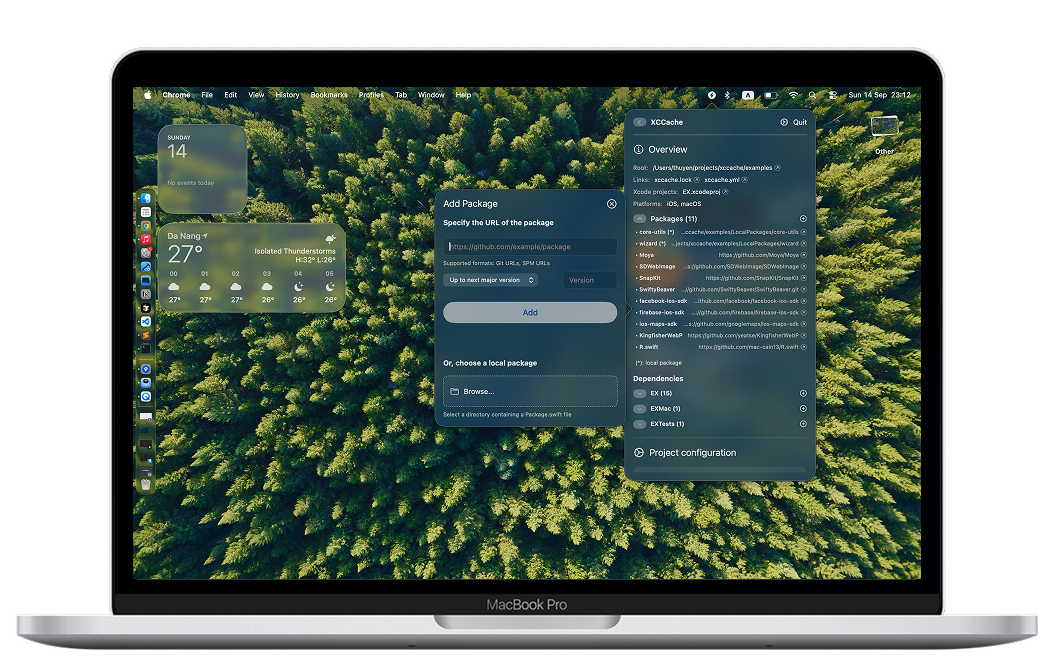 Chrome File Edit View History Bookmarks Profiles Tab Window Help A Sun 14 Sep 23:12
SUNDAY
14
No events today
Da Nang
27°
Isolated Thunderstorms
H:32° L:26°
00 01 02 03 04 05
27° 27° 27° 26° 26° 26°
Add Package
Specify the URL of the package
https://github.com/example/package
Supported formats: Git URLs, SPM URLs
Up to next major version Version
Add
Or, choose a local package
Browse...
Select a directory containing a Package.swift file
XCCache Quit
Overview
Root: /Users/thuyen/projects/xccache/examples
Links: xccache.lock xccache.yml
Xcode projects: EX.xcodeproj
Platforms: iOS, macOS
Packages (11)
• core-utils (*) ...ccache/examples/LocalPackages/core-utils
• wizard (*) ...jects/xccache/examples/LocalPackages/wizard
• Moya https://github.com/Moya/Moya
• SDWebImage ...s://github.com/SDWebImage/SDWebImage
• SnapKit https://github.com/SnapKit/SnapKit
• SwiftyBeaver ...//github.com/SwiftyBeaver/SwiftyBeaver.git
• facebook-ios-sdk ...ithub.com/facebook/facebook-ios-sdk
• firebase-ios-sdk ...://github.com/firebase/firebase-ios-sdk
• ios-maps-sdk ...s://github.com/googlemaps/ios-maps-sdk
• KingfisherWebP https://github.com/yeatse/KingfisherWebP
• R.swift https://github.com/mac-cain13/R.swift
(*): local package
Dependencies
EX (15)
EXMac (1)
EXTests (1)
Project configuration
Other
MacBook Pro